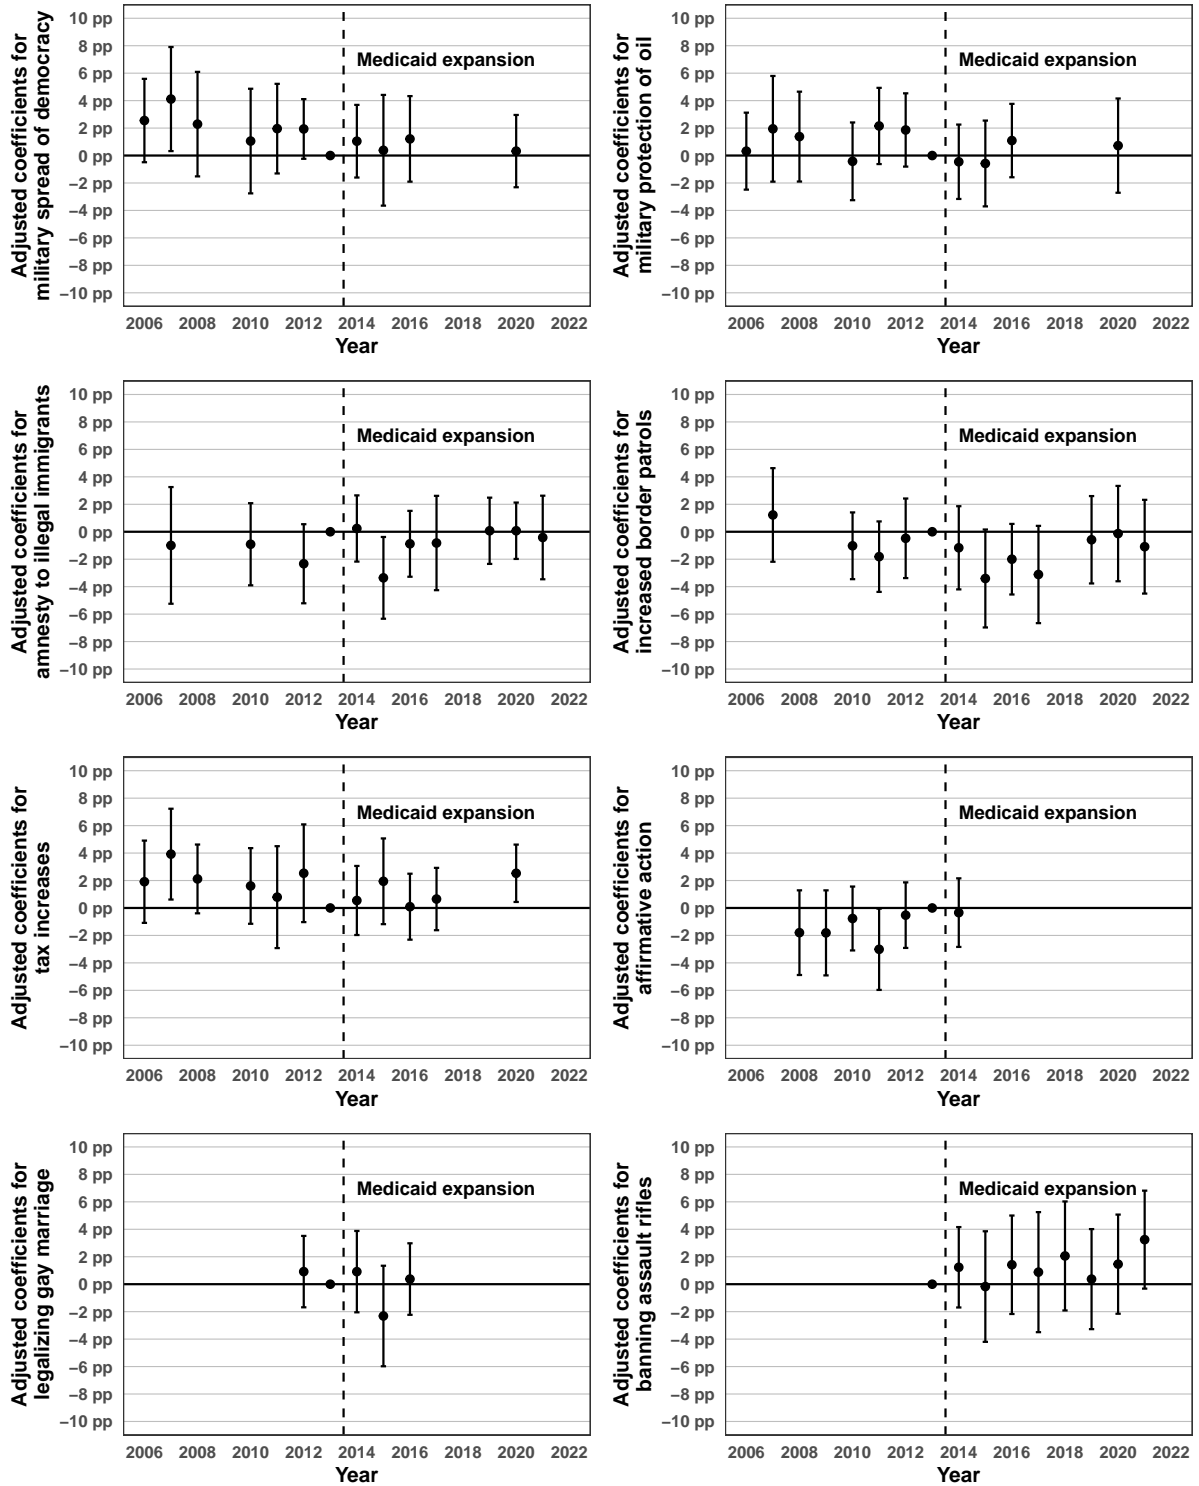 Adjusted coefficients for
military spread of democracy
10 pp
8 pp
6 pp
4 pp
2 pp
0 pp
−2 pp
−4 pp
−6 pp
−8 pp
−10 pp
Medicaid expansion
2006 2008 2010 2012 2014 2016 2018 2020 2022
Year
Adjusted coefficients for
military protection of oil
10 pp
8 pp
6 pp
4 pp
2 pp
0 pp
−2 pp
−4 pp
−6 pp
−8 pp
−10 pp
Medicaid expansion
2006 2008 2010 2012 2014 2016 2018 2020 2022
Year
Adjusted coefficients for
amnesty to illegal immigrants
10 pp
8 pp
6 pp
4 pp
2 pp
0 pp
−2 pp
−4 pp
−6 pp
−8 pp
−10 pp
Medicaid expansion
2006 2008 2010 2012 2014 2016 2018 2020 2022
Year
Adjusted coefficients for
increased border patrols
10 pp
8 pp
6 pp
4 pp
2 pp
0 pp
−2 pp
−4 pp
−6 pp
−8 pp
−10 pp
Medicaid expansion
2006 2008 2010 2012 2014 2016 2018 2020 2022
Year
Adjusted coefficients for
tax increases
10 pp
8 pp
6 pp
4 pp
2 pp
0 pp
−2 pp
−4 pp
−6 pp
−8 pp
−10 pp
Medicaid expansion
2006 2008 2010 2012 2014 2016 2018 2020 2022
Year
Adjusted coefficients for
affirmative action
10 pp
8 pp
6 pp
4 pp
2 pp
0 pp
−2 pp
−4 pp
−6 pp
−8 pp
−10 pp
Medicaid expansion
2006 2008 2010 2012 2014 2016 2018 2020 2022
Year
Adjusted coefficients for
legalizing gay marriage
10 pp
8 pp
6 pp
4 pp
2 pp
0 pp
−2 pp
−4 pp
−6 pp
−8 pp
−10 pp
Medicaid expansion
2006 2008 2010 2012 2014 2016 2018 2020 2022
Year
Adjusted coefficients for
banning assault rifles
10 pp
8 pp
6 pp
4 pp
2 pp
0 pp
−2 pp
−4 pp
−6 pp
−8 pp
−10 pp
Medicaid expansion
2006 2008 2010 2012 2014 2016 2018 2020 2022
Year